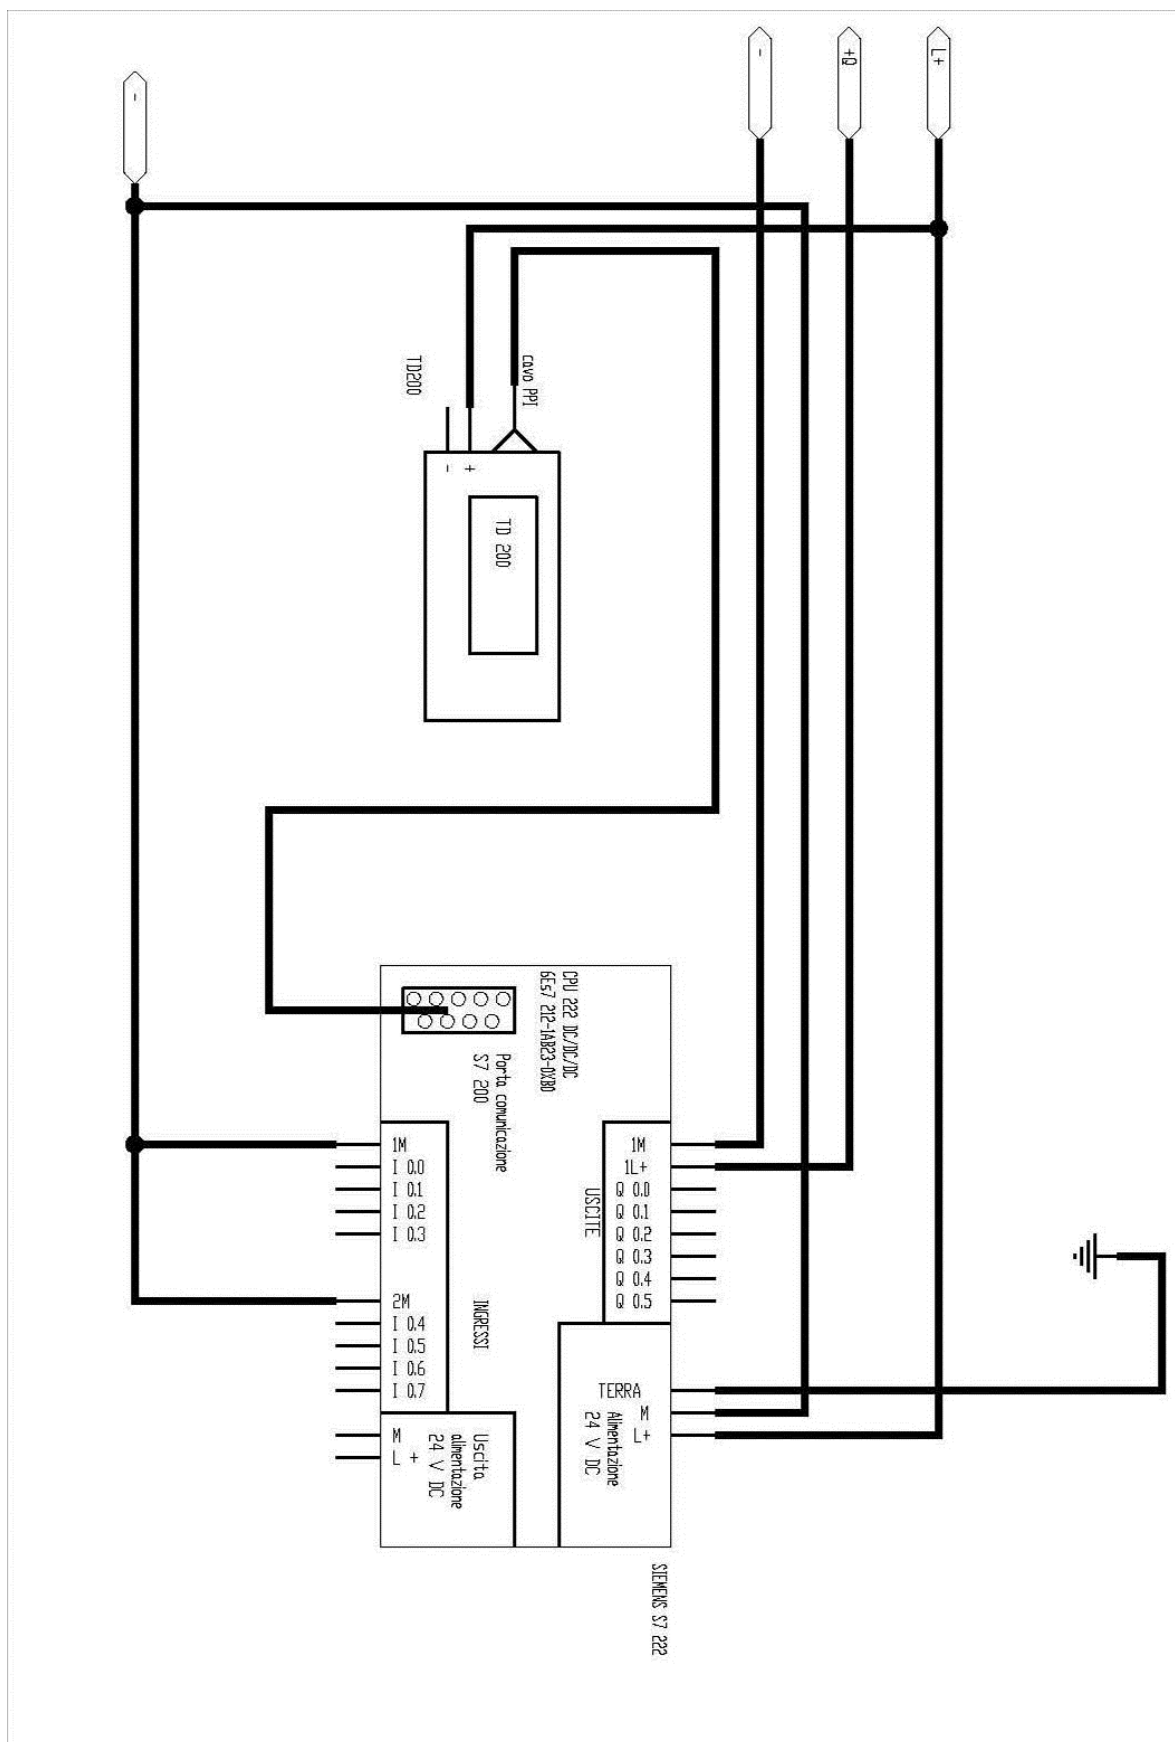 -
-
+Q
L+
TD200
cavo PPI
- +
TD 200
CPU 222 DC/DC/DC
6Es7 212-1AB23-0XB0
Porta comunicazione
S7 200
1M
I 0.0
I 0.1
I 0.2
I 0.3
2M
I 0.4
I 0.5
I 0.6
I 0.7
INGRESSI
M
L +
Uscita
alimentazione
24 V DC
1M
1L+
Q 0.0
Q 0.1
Q 0.2
Q 0.3
Q 0.4
Q 0.5
USCITE
TERRA
M
L+
Alimentazione
24 V DC
SIEMENS S7 222